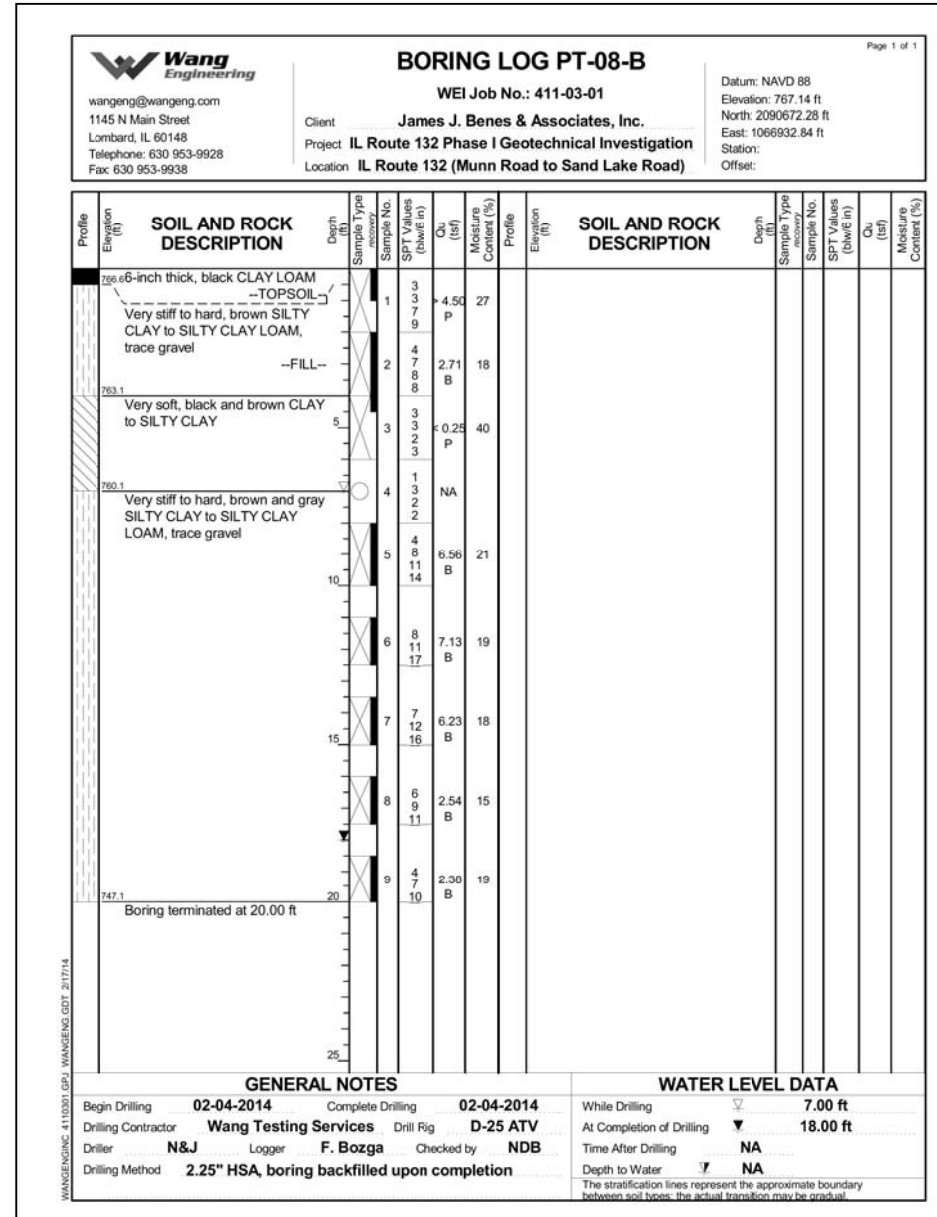 Page 1 of 1
Wang
Engineering
wangeng@wangeng.com
1145 N Main Street
Lombard, IL 60148
Telephone: 630 953-9928
Fax: 630 953-9938
BORING LOG PT-08-B
WEI Job No.: 411-03-01
Client James J. Benes & Associates, Inc.
Project IL Route 132 Phase I Geotechnical Investigation
Location IL Route 132 (Munn Road to Sand Lake Road)
Datum: NAVD 88
Elevation: 767.14 ft
North: 2090672.28 ft
East: 1066932.84 ft
Station:
Offset:
Profile Elevation (ft) SOIL AND ROCK DESCRIPTION Depth (ft) Sample Type recovery Sample No. SPT Values (blw/6 in) Qu (tsf) Moisture Content (%) Profile Elevation (ft) SOIL AND ROCK DESCRIPTION Depth (ft) Sample Type recovery Sample No. SPT Values (blw/6 in) Qu (tsf) Moisture Content (%)
766.6 6-inch thick, black CLAY LOAM
--TOPSOIL--
1 3 3 7 9 > 4.50 P 27
Very stiff to hard, brown SILTY
CLAY to SILTY CLAY LOAM,
trace gravel
--FILL--
2 4 7 8 8 2.71 B 18
763.1
Very soft, black and brown CLAY
to SILTY CLAY
5
3 3 3 2 3 < 0.25 P 40
760.1
4 1 3 2 2 NA
Very stiff to hard, brown and gray
SILTY CLAY to SILTY CLAY
LOAM, trace gravel
5 4 8 11 14 6.56 B 21
10
6 8 11 17 7.13 B 19
7 7 12 16 6.23 B 18
15
8 6 9 11 2.54 B 15
9 4 7 10 2.30 B 19
747.1 20
Boring terminated at 20.00 ft
25
WANGENGINC 4110301.GPJ WANGENG.GDT 2/17/14
GENERAL NOTES
Begin Drilling 02-04-2014 Complete Drilling 02-04-2014
Drilling Contractor Wang Testing Services Drill Rig D-25 ATV
Driller N&J Logger F. Bozga Checked by NDB
Drilling Method 2.25" HSA, boring backfilled upon completion
WATER LEVEL DATA
While Drilling 7.00 ft
At Completion of Drilling 18.00 ft
Time After Drilling NA
Depth to Water NA
The stratification lines represent the approximate boundary
between soil types; the actual transition may be gradual.